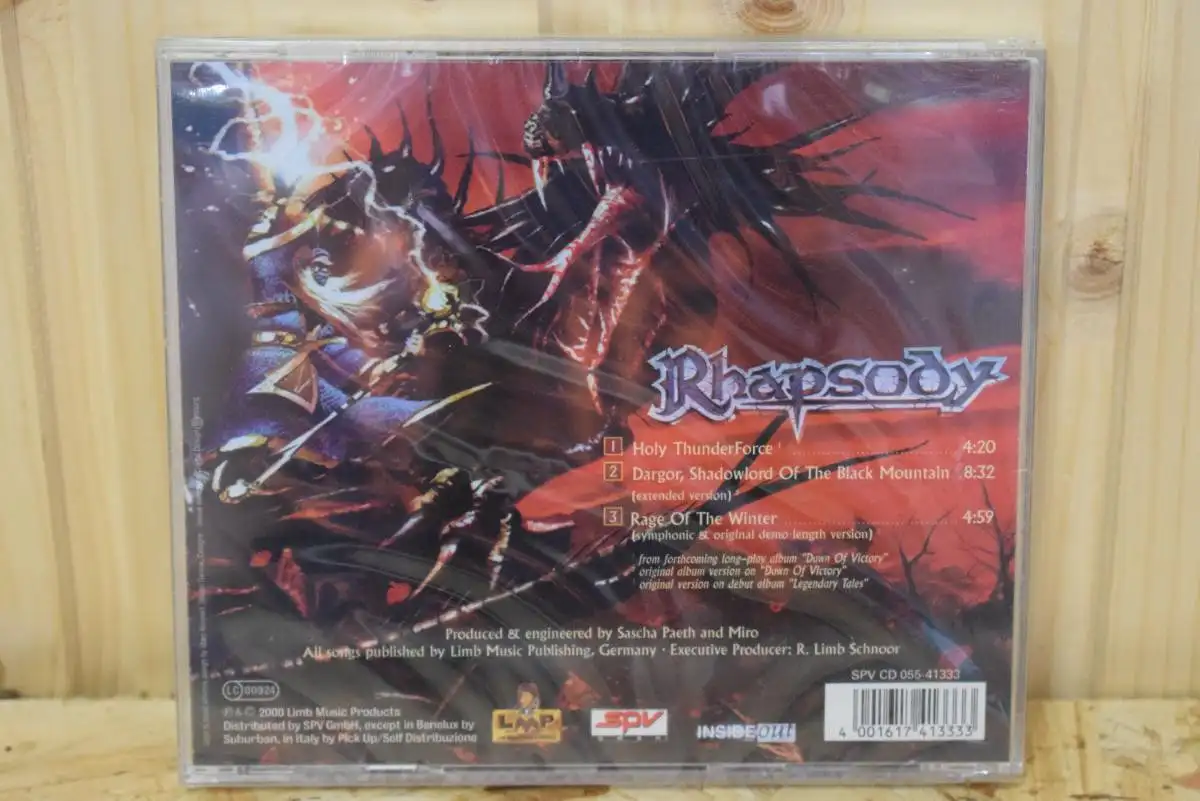 Rhapsody
1 Holy ThunderForce 4:20
2 Dargor, Shadowlord Of The Black Mountain 8:32
(extended version)
3 Rage Of The Winter 4:59
(symphonic & original demo length version)
from forthcoming long-play album "Dawn Of Victory"
original album version on "Dawn Of Victory"
original version on debut album "Legendary Tales"
Produced & engineered by Sascha Paeth and Miro
All songs published by Limb Music Publishing, Germany · Executive Producer: R. Limb Schnoor
SPV CD 055-41333
LC 00924
℗ & © 2000 Limb Music Products
Distributed by SPV GmbH, except in Benelux by
Suburban, in Italy by Pick Up/Self Distribuzione
LMP
SPV
INSIDEOUT
4 001617 413333